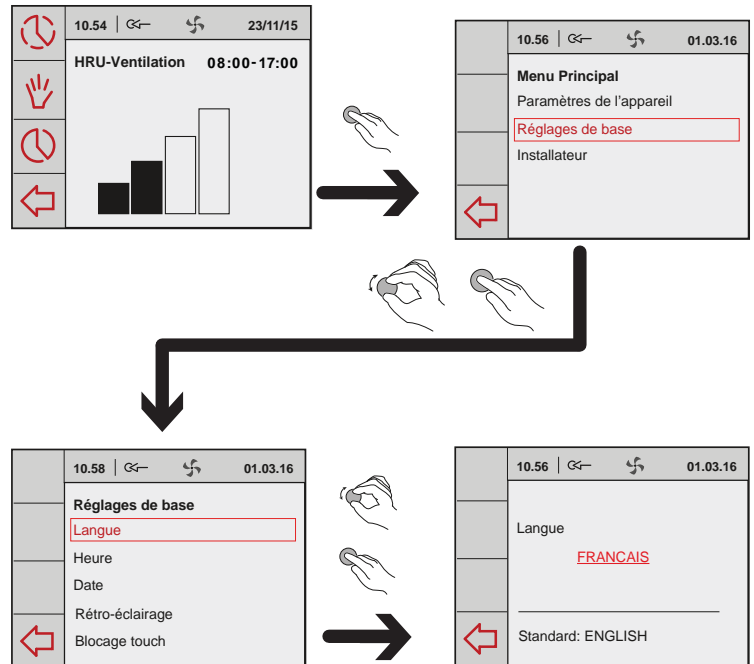 10.54 23/11/15
HRU-Ventilation 08:00-17:00
10.56 01.03.16
Menu Principal
Paramètres de l'appareil
Réglages de base
Installateur
10.58 01.03.16
Réglages de base
Langue
Heure
Date
Rétro-éclairage
Blocage touch
10.56 01.03.16
Langue
FRANCAIS
Standard: ENGLISH